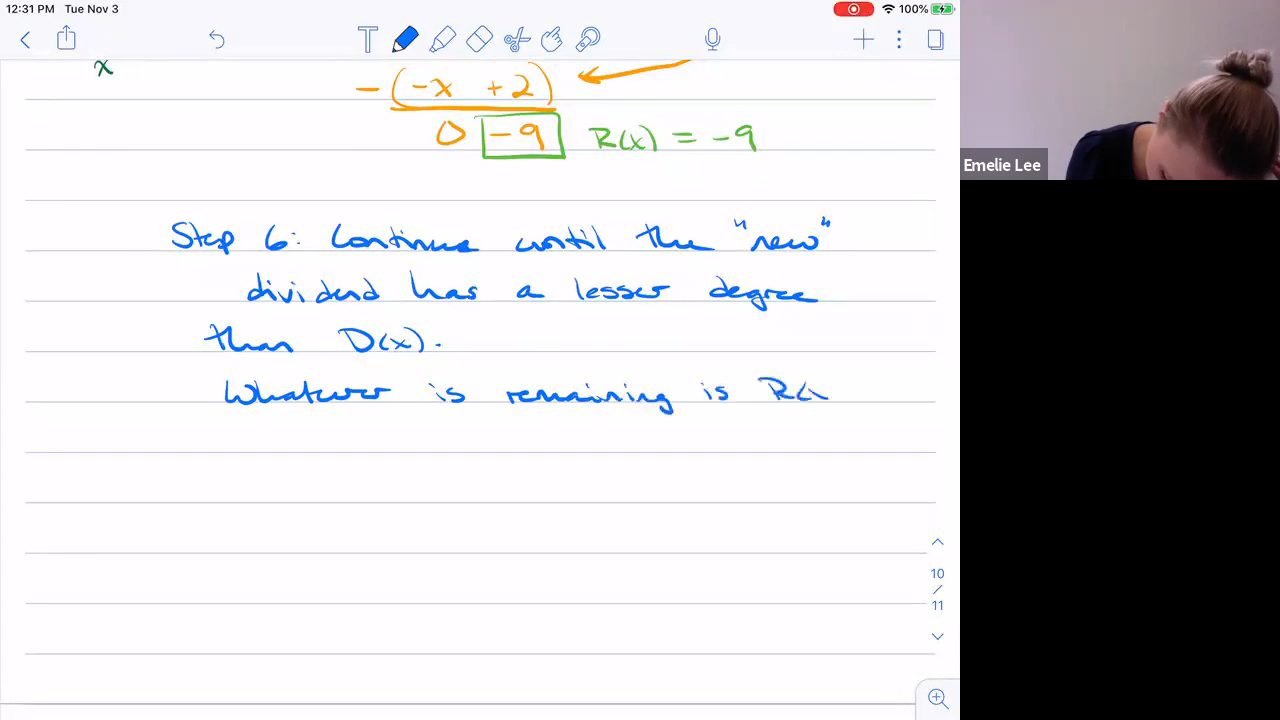 12:31 PM Tue Nov 3
100%
x
- (-x +2)
0 -9 R(x) = -9
Emelie Lee
Step 6: Continue until the "new"
dividend has a lesser degree
than D(x).
Whatever is remaining is R(
10
/
11